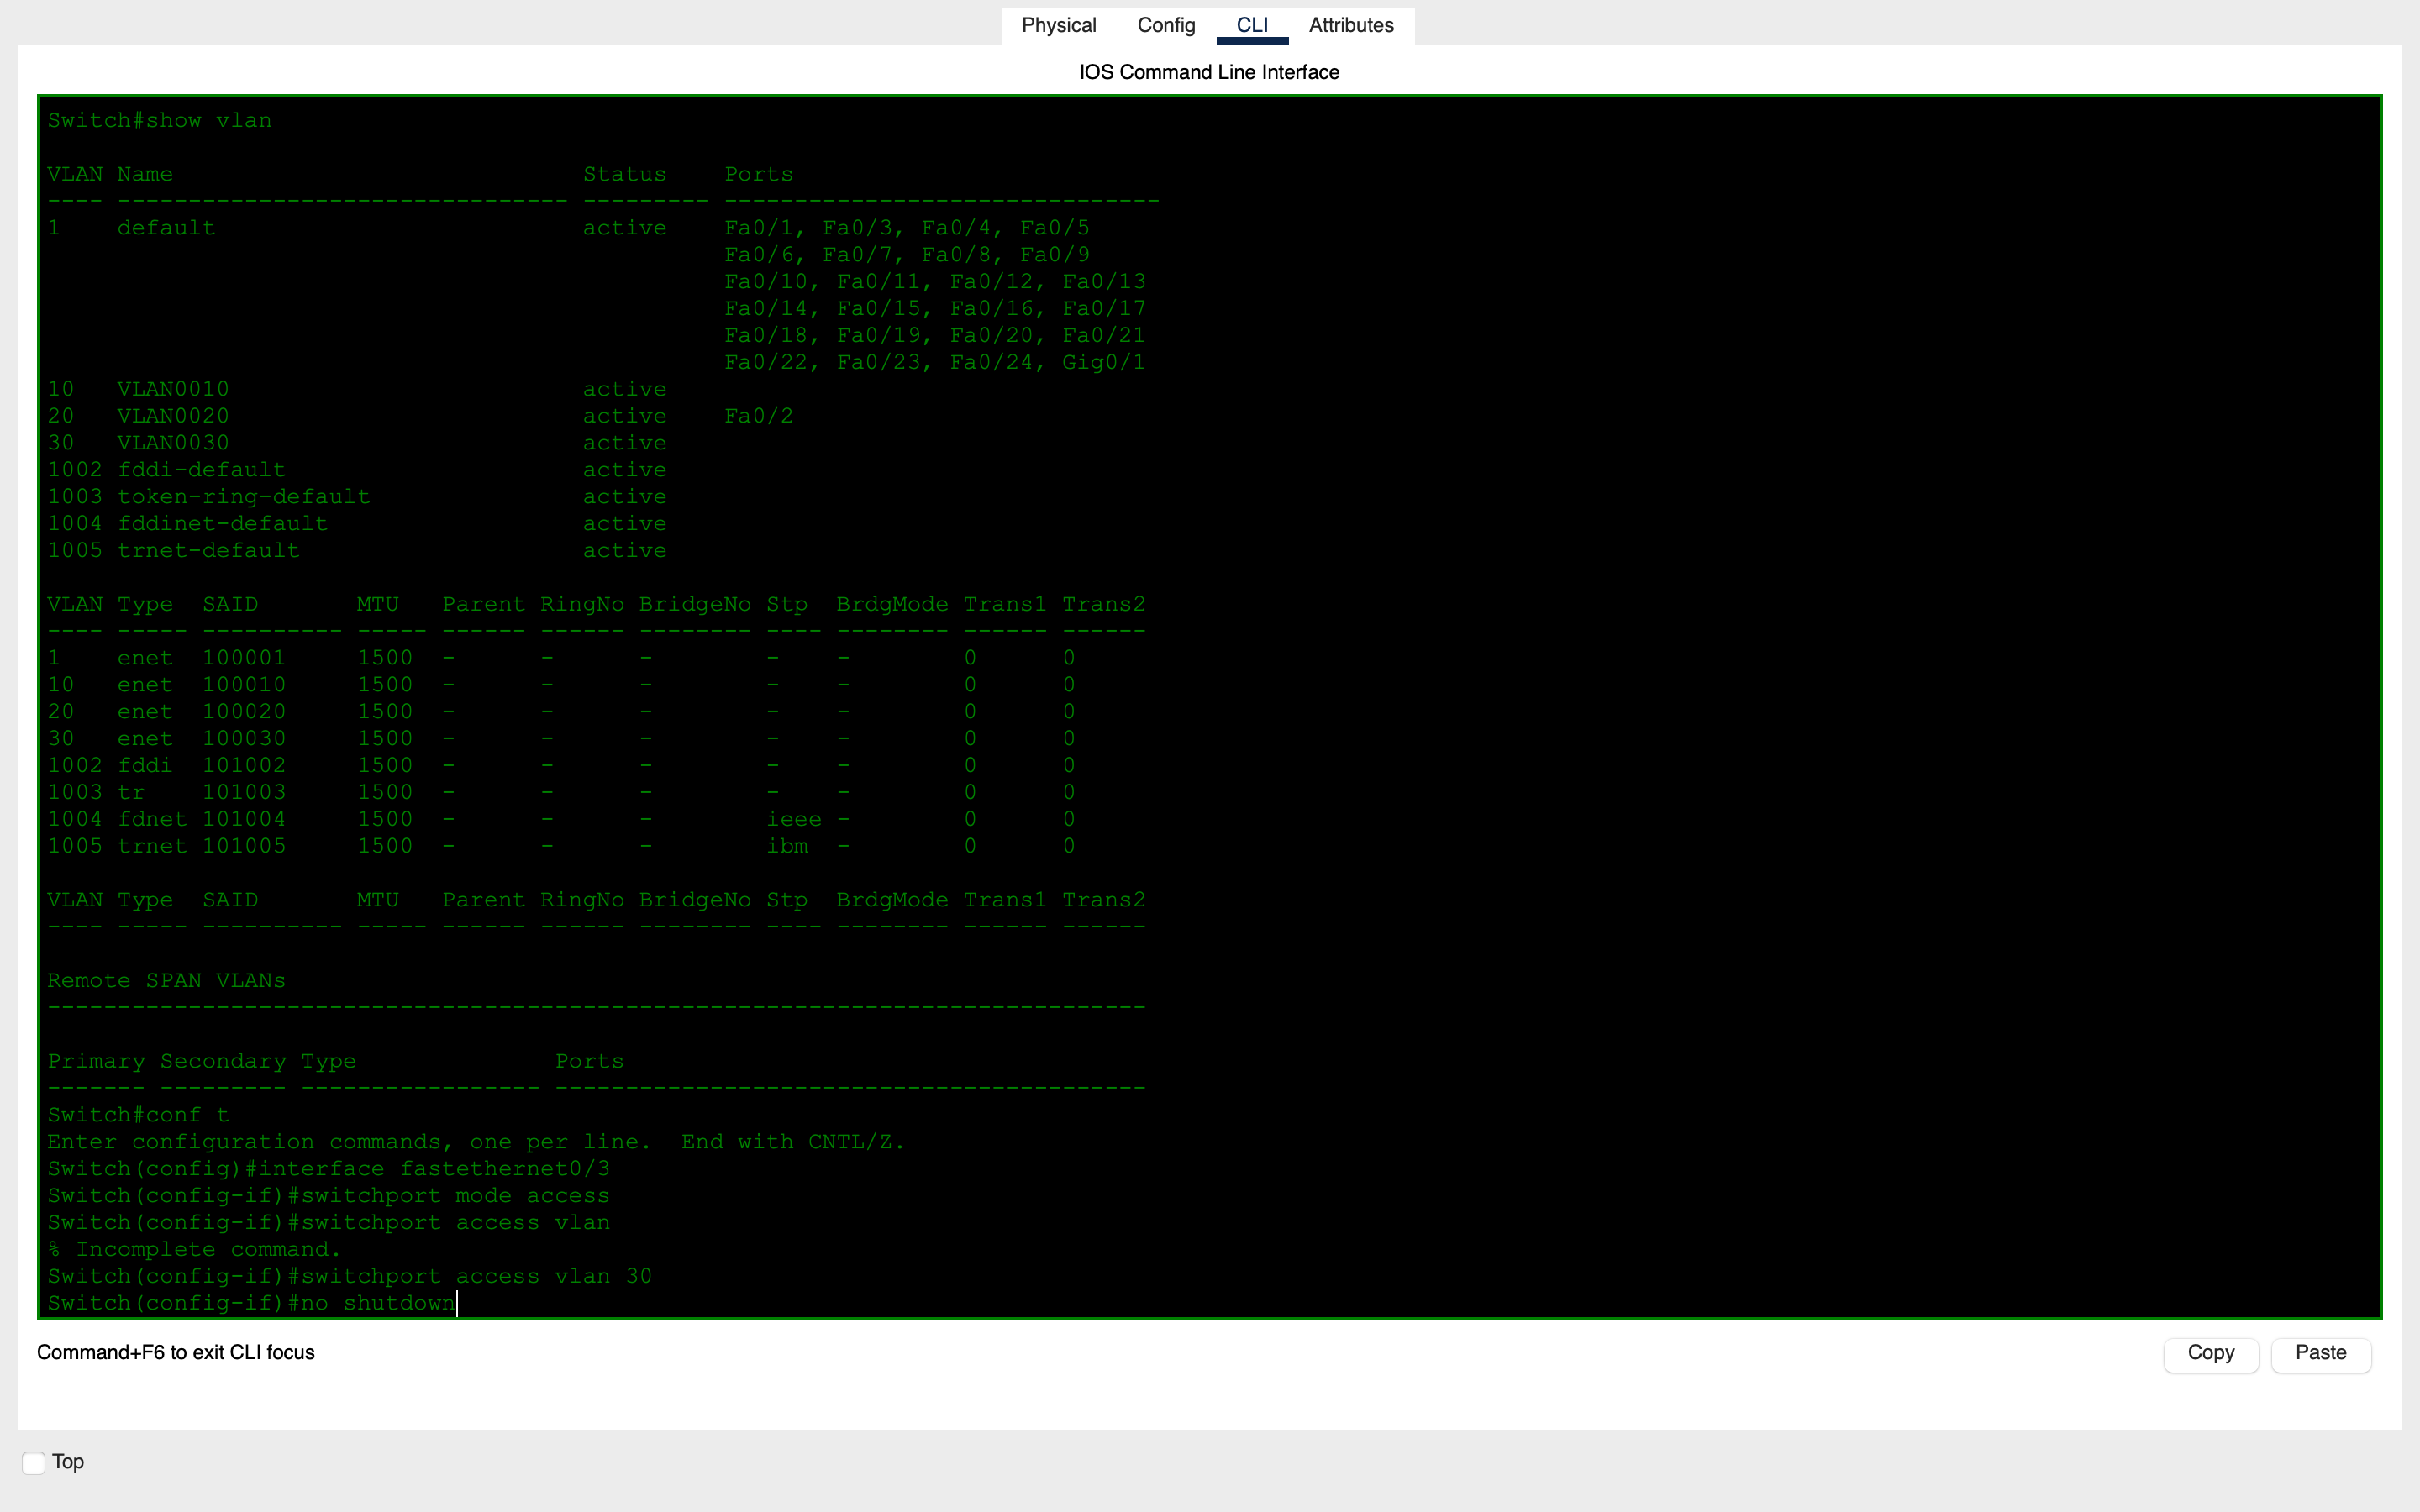 Physical Config CLI Attributes
IOS Command Line Interface
Switch#show vlan
VLAN Name                             Status    Ports
---- -------------------------------- --------- -------------------------------
1    default                          active    Fa0/1, Fa0/3, Fa0/4, Fa0/5
                                                Fa0/6, Fa0/7, Fa0/8, Fa0/9
                                                Fa0/10, Fa0/11, Fa0/12, Fa0/13
                                                Fa0/14, Fa0/15, Fa0/16, Fa0/17
                                                Fa0/18, Fa0/19, Fa0/20, Fa0/21
                                                Fa0/22, Fa0/23, Fa0/24, Gig0/1
10   VLAN0010                         active
20   VLAN0020                         active    Fa0/2
30   VLAN0030                         active
1002 fddi-default                     active
1003 token-ring-default               active
1004 fddinet-default                  active
1005 trnet-default                    active
VLAN Type  SAID       MTU   Parent RingNo BridgeNo Stp  BrdgMode Trans1 Trans2
---- ----- ---------- ----- ------ ------ -------- ---- -------- ------ ------
1    enet  100001     1500  -      -      -        -    -        0      0
10   enet  100010     1500  -      -      -        -    -        0      0
20   enet  100020     1500  -      -      -        -    -        0      0
30   enet  100030     1500  -      -      -        -    -        0      0
1002 fddi  101002     1500  -      -      -        -    -        0      0
1003 tr    101003     1500  -      -      -        -    -        0      0
1004 fdnet 101004     1500  -      -      -        ieee -        0      0
1005 trnet 101005     1500  -      -      -        ibm  -        0      0
VLAN Type  SAID       MTU   Parent RingNo BridgeNo Stp  BrdgMode Trans1 Trans2
---- ----- ---------- ----- ------ ------ -------- ---- -------- ------ ------
Remote SPAN VLANs
------------------------------------------------------------------------------
Primary Secondary Type              Ports
------- --------- ----------------- ------------------------------------------
Switch#conf t
Enter configuration commands, one per line.  End with CNTL/Z.
Switch(config)#interface fastethernet0/3
Switch(config-if)#switchport mode access
Switch(config-if)#switchport access vlan
% Incomplete command.
Switch(config-if)#switchport access vlan 30
Switch(config-if)#no shutdown
Command+F6 to exit CLI focus
Copy Paste
Top